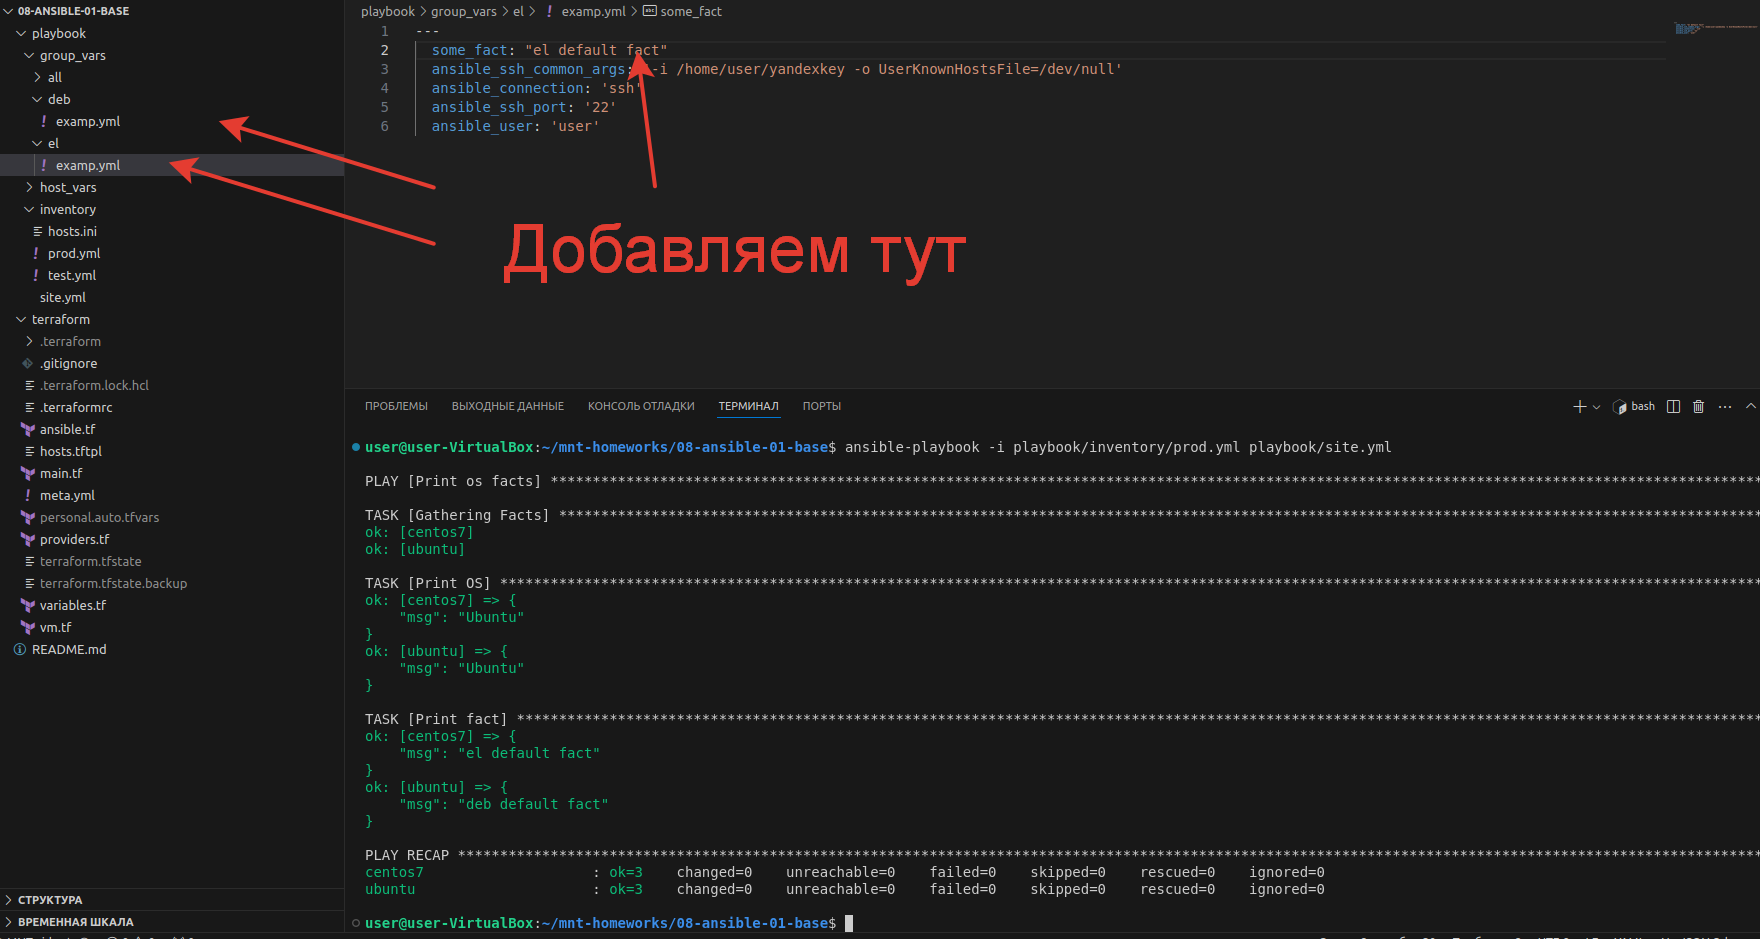 08-ANSIBLE-01-BASE
playbook
group_vars
all
deb
! examp.yml
el
! examp.yml
host_vars
inventory
hosts.ini
! prod.yml
! test.yml
site.yml
terraform
.terraform
.gitignore
.terraform.lock.hcl
.terraformrc
ansible.tf
hosts.tftpl
main.tf
! meta.yml
personal.auto.tfvars
providers.tf
terraform.tfstate
terraform.tfstate.backup
variables.tf
vm.tf
README.md
СТРУКТУРА
ВРЕМЕННАЯ ШКАЛА
playbook > group_vars > el > ! examp.yml > some_fact
1 ---
2 some_fact: "el default fact"
3 ansible_ssh_common_args: '-i /home/user/yandexkey -o UserKnownHostsFile=/dev/null'
4 ansible_connection: 'ssh'
5 ansible_ssh_port: '22'
6 ansible_user: 'user'
Добавляем тут
ПРОБЛЕМЫ ВЫХОДНЫЕ ДАННЫЕ КОНСОЛЬ ОТЛАДКИ ТЕРМИНАЛ ПОРТЫ
bash
user@user-VirtualBox:~/mnt-homeworks/08-ansible-01-base$ ansible-playbook -i playbook/inventory/prod.yml playbook/site.yml
PLAY [Print os facts] ***
TASK [Gathering Facts] ***
ok: [centos7]
ok: [ubuntu]
TASK [Print OS] ***
ok: [centos7] => {
"msg": "Ubuntu"
}
ok: [ubuntu] => {
"msg": "Ubuntu"
}
TASK [Print fact] ***
ok: [centos7] => {
"msg": "el default fact"
}
ok: [ubuntu] => {
"msg": "deb default fact"
}
PLAY RECAP ***
centos7 : ok=3 changed=0 unreachable=0 failed=0 skipped=0 rescued=0 ignored=0
ubuntu : ok=3 changed=0 unreachable=0 failed=0 skipped=0 rescued=0 ignored=0
user@user-VirtualBox:~/mnt-homeworks/08-ansible-01-base$